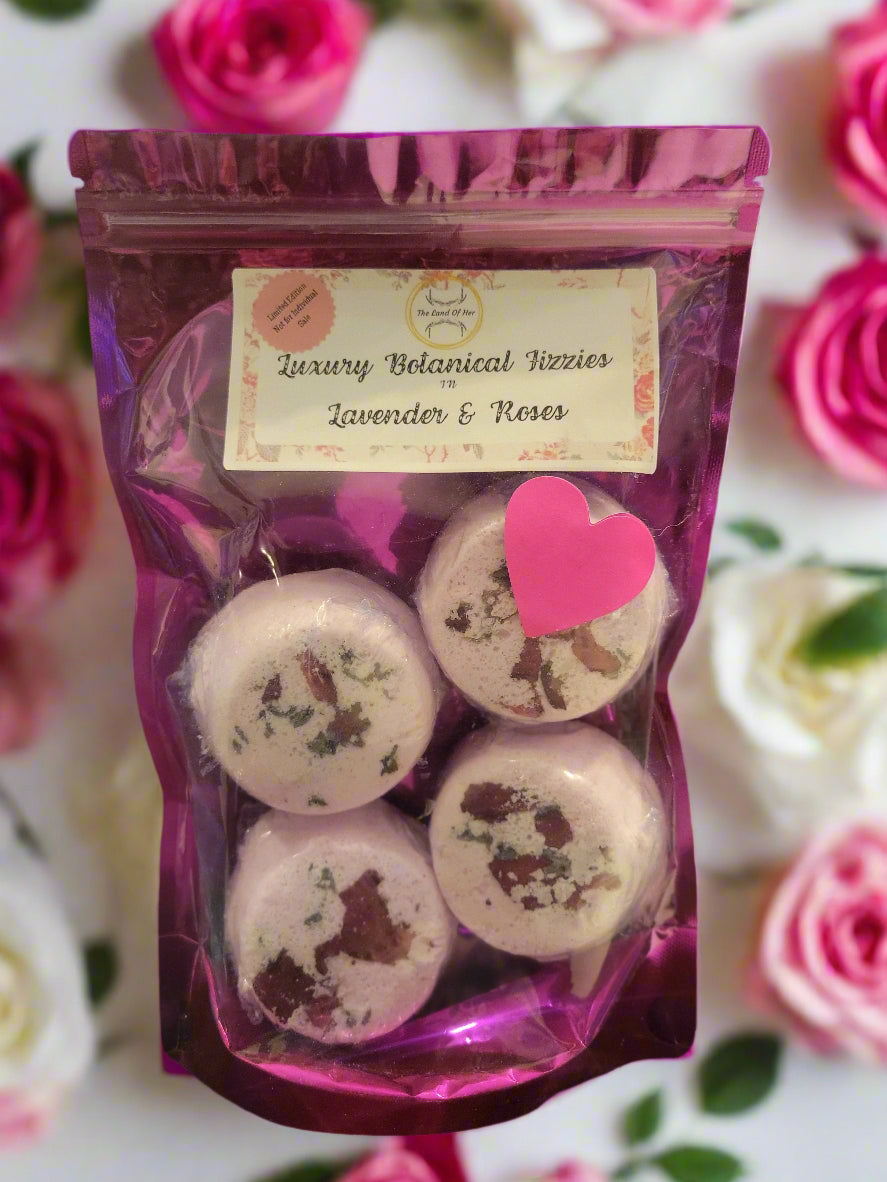 Limited Edition
Not for Individual
Sale
The Land Of Her
Luxury Botanical Fizzies
IN
Lavender & Roses